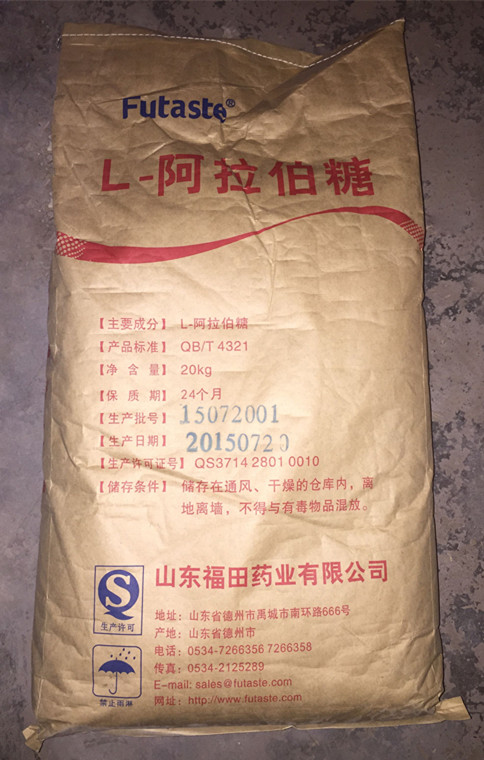 Futaste®
L-阿拉伯糖
【主要成分】 L-阿拉伯糖
【产品标准】 QB/T 4321
【净 含 量】 20kg
【保 质 期】 24个月
【生产批号】 15072001
【生产日期】 20150720
【生产许可证号】 QS3714 2801 0010
【储存条件】 储存在通风、干燥的仓库内，离
地离墙，不得与有毒物品混放。
山东福田药业有限公司
地址：山东省德州市禹城市南环路666号
产地：山东省德州市
电话：0534-7266356 7266358
传真：0534-2125289
E-mail: sales@futaste.com
网址：http://www.futaste.com
QS
生产许可
禁止雨淋